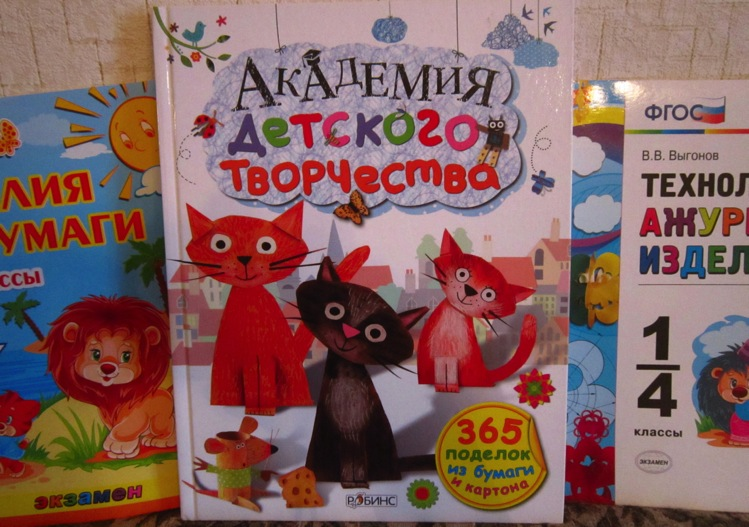 ЛИЯ
УМАГИ
ССЫ
экзамен
АКАДЕМИЯ
детского
творчества
365
поделок
из бумаги
и картона
РОБИНС
ФГОС
В.В. Выгонов
ТЕХНОЛ
АЖУР
ИЗДЕЛ
1/4
классы
ЭКЗАМЕН